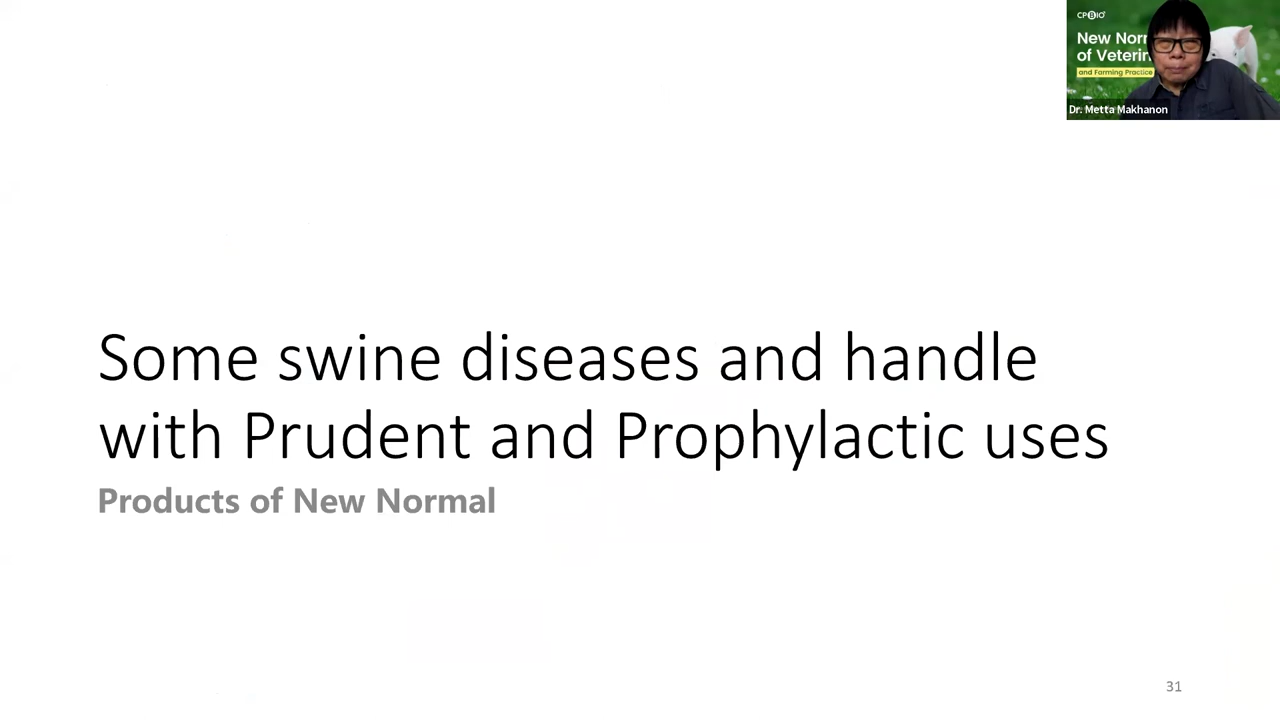 CPBIO
New Nor
of Veterin
and Farming Practice
Dr. Metta Makhanon
Some swine diseases and handle
with Prudent and Prophylactic uses
Products of New Normal
31